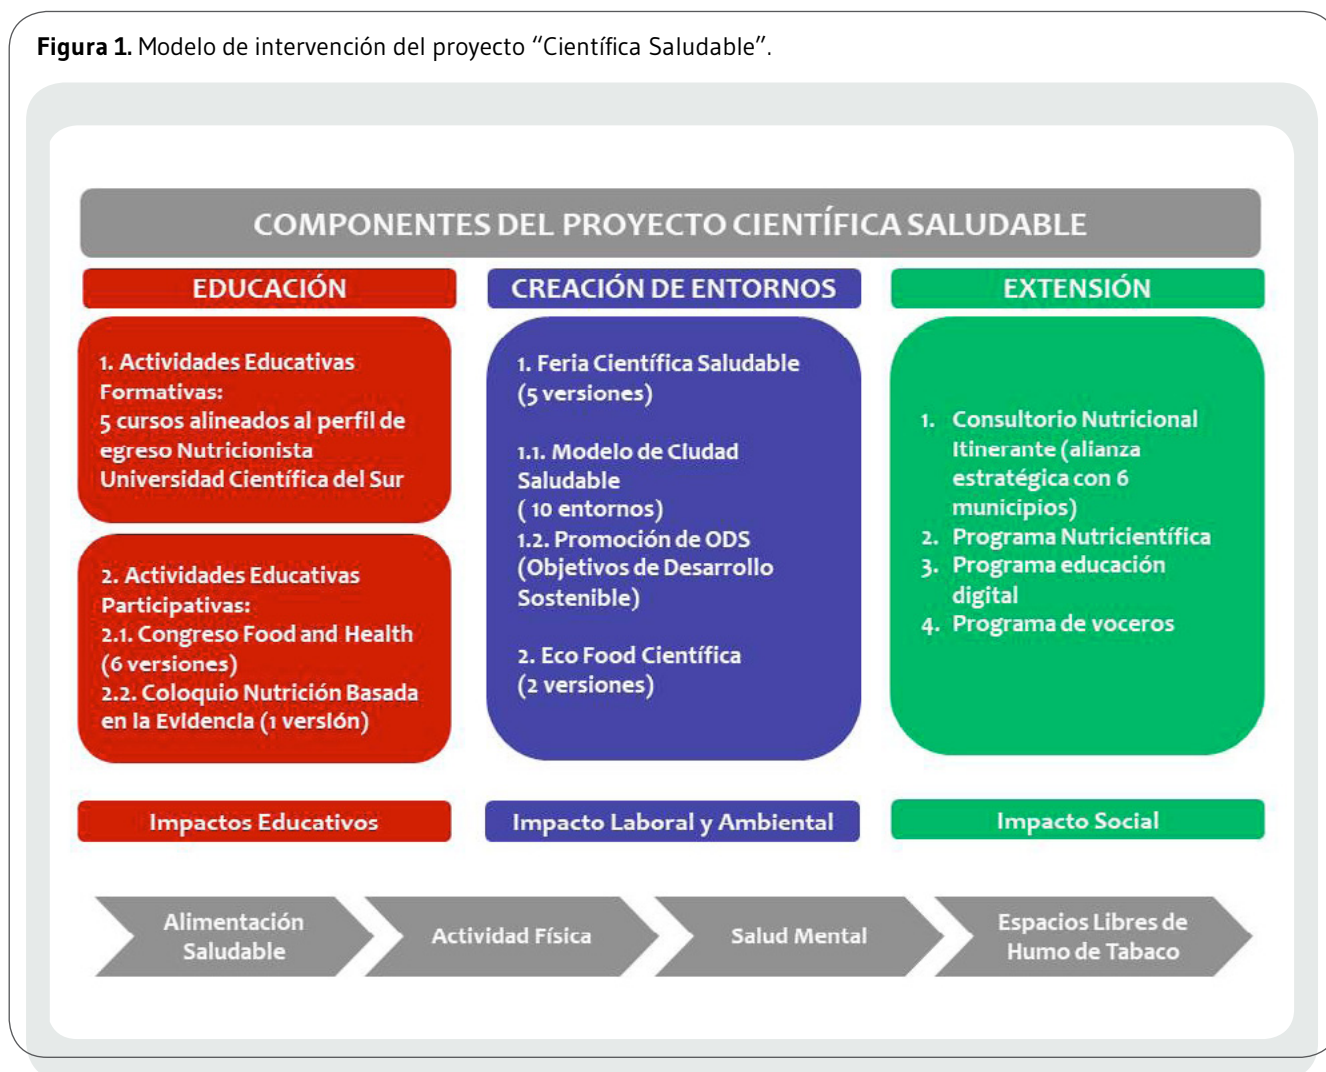 Figura 1. Modelo de intervención del proyecto “Científica Saludable”.
COMPONENTES DEL PROYECTO CIENTÍFICA SALUDABLE
EDUCACIÓN
1. Actividades Educativas
Formativas:
5 cursos alineados al perfil de
egreso Nutricionista
Universidad Científica del Sur
2. Actividades Educativas
Participativas:
2.1. Congreso Food and Health
(6 versiones)
2.2. Coloquio Nutrición Basada
en la Evidencia (1 versión)
Impactos Educativos
CREACIÓN DE ENTORNOS
1. Feria Científica Saludable
(5 versiones)
1.1. Modelo de Ciudad
Saludable
( 10 entornos)
1.2. Promoción de ODS
(Objetivos de Desarrollo
Sostenible)
2. Eco Food Científica
(2 versiones)
Impacto Laboral y Ambiental
EXTENSIÓN
1. Consultorio Nutricional
Itinerante (alianza
estratégica con 6
municipios)
2. Programa Nutricientífica
3. Programa educación
digital
4. Programa de voceros
Impacto Social
Alimentación
Saludable
Actividad Física
Salud Mental
Espacios Libres de
Humo de Tabaco